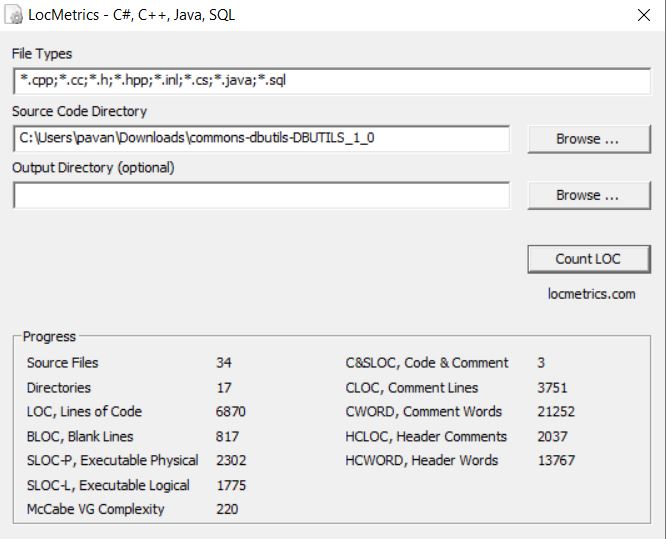 LocMetrics - C#, C++, Java, SQL
File Types
*.cpp;*.cc;*.h;*.hpp;*.inl;*.cs;*.java;*.sql
Source Code Directory
C:\Users\pavan\Downloads\commons-dbutils-DBUTILS_1_0
Browse ...
Output Directory (optional)
Browse ...
Count LOC
locmetrics.com
Progress
Source Files 34 C&SLOC, Code & Comment 3
Directories 17 CLOC, Comment Lines 3751
LOC, Lines of Code 6870 CWORD, Comment Words 21252
BLOC, Blank Lines 817 HCLOC, Header Comments 2037
SLOC-P, Executable Physical 2302 HCWORD, Header Words 13767
SLOC-L, Executable Logical 1775
McCabe VG Complexity 220